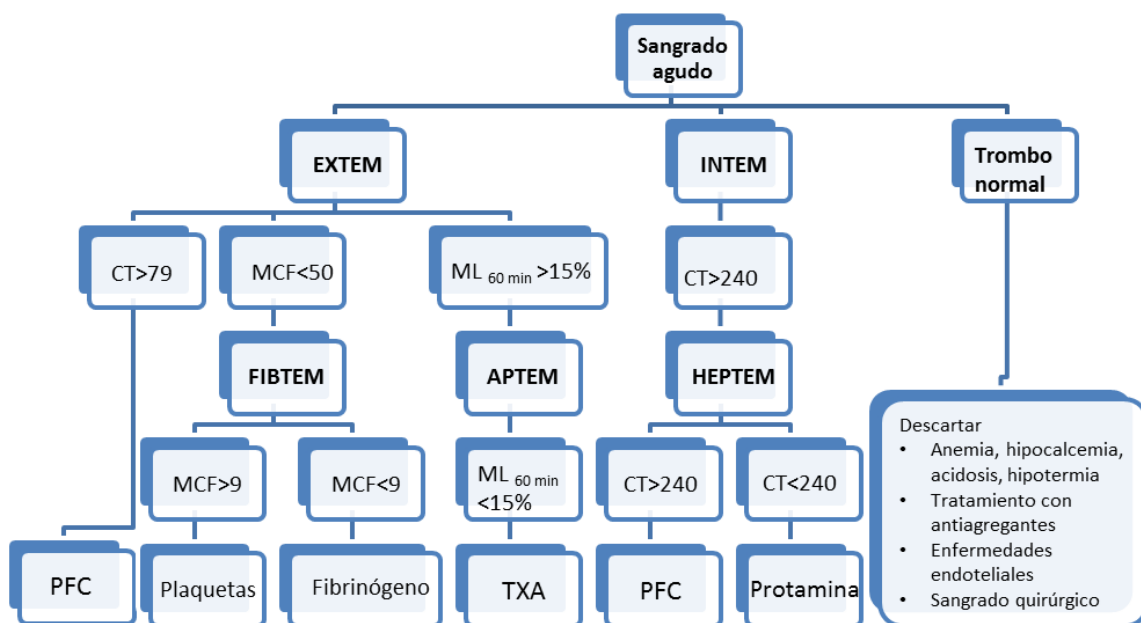 Sangrado
agudo
EXTEM
INTEM
Trombo
normal
CT>79
MCF<50
ML 60 min >15%
CT>240
FIBTEM
APTEM
HEPTEM
MCF>9
MCF<9
ML 60 min
<15%
CT>240
CT<240
PFC
Plaquetas
Fibrinógeno
TXA
PFC
Protamina
Descartar
• Anemia, hipocalcemia,
acidosis, hipotermia
• Tratamiento con
antiagregantes
• Enfermedades
endoteliales
• Sangrado quirúrgico